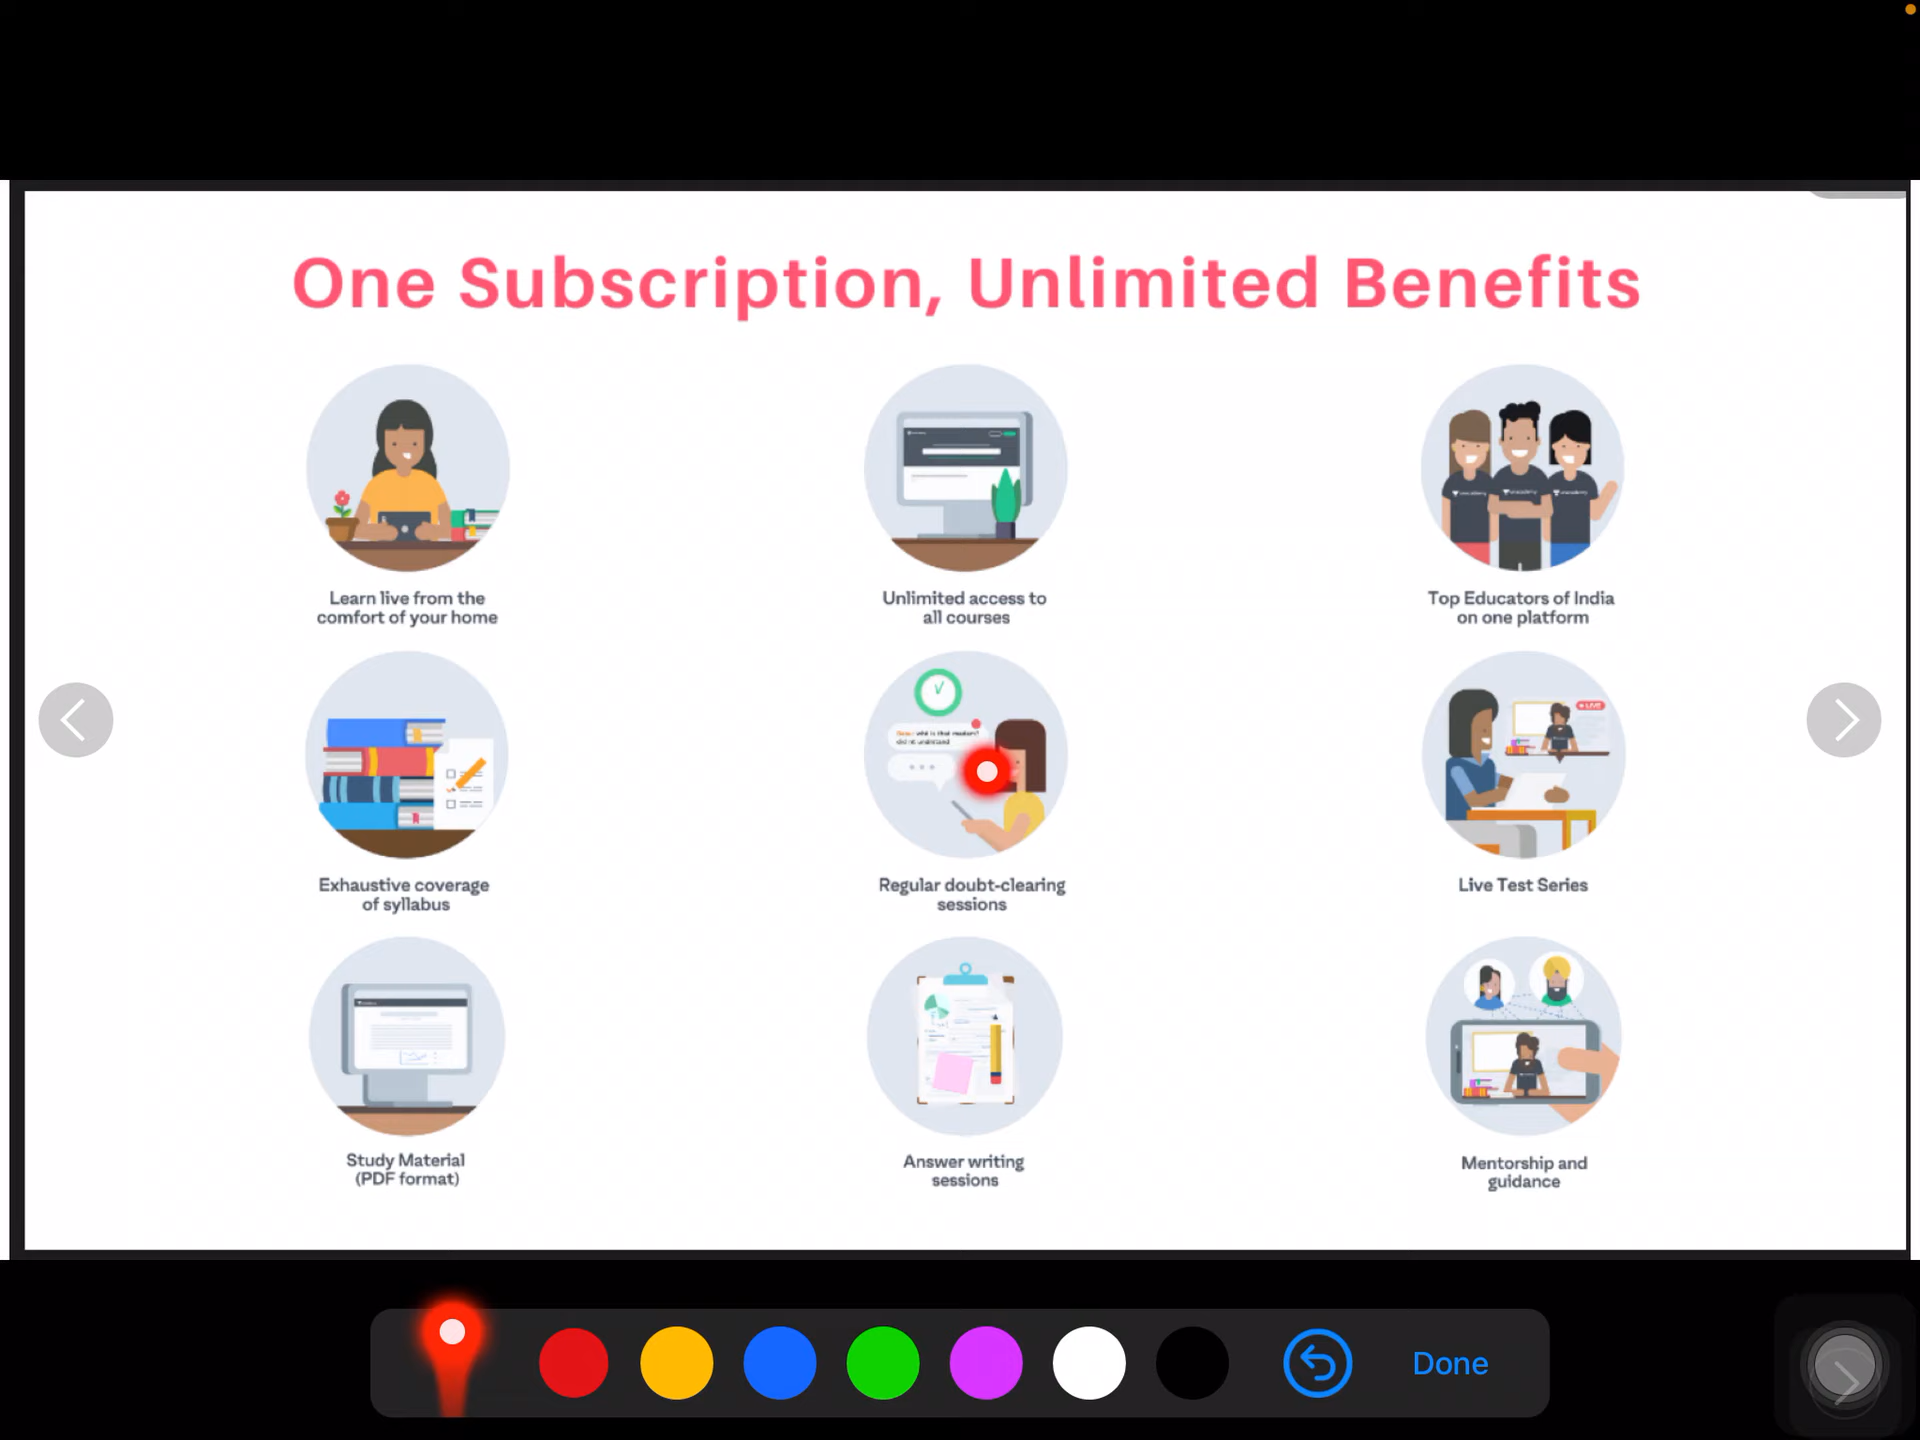 One Subscription, Unlimited Benefits
Learn live from the
comfort of your home
Unlimited access to
all courses
Top Educators of India
on one platform
Exhaustive coverage
of syllabus
Regular doubt-clearing
sessions
LIVE
Live Test Series
Study Material
(PDF format)
Answer writing
sessions
Mentorship and
guidance
Done